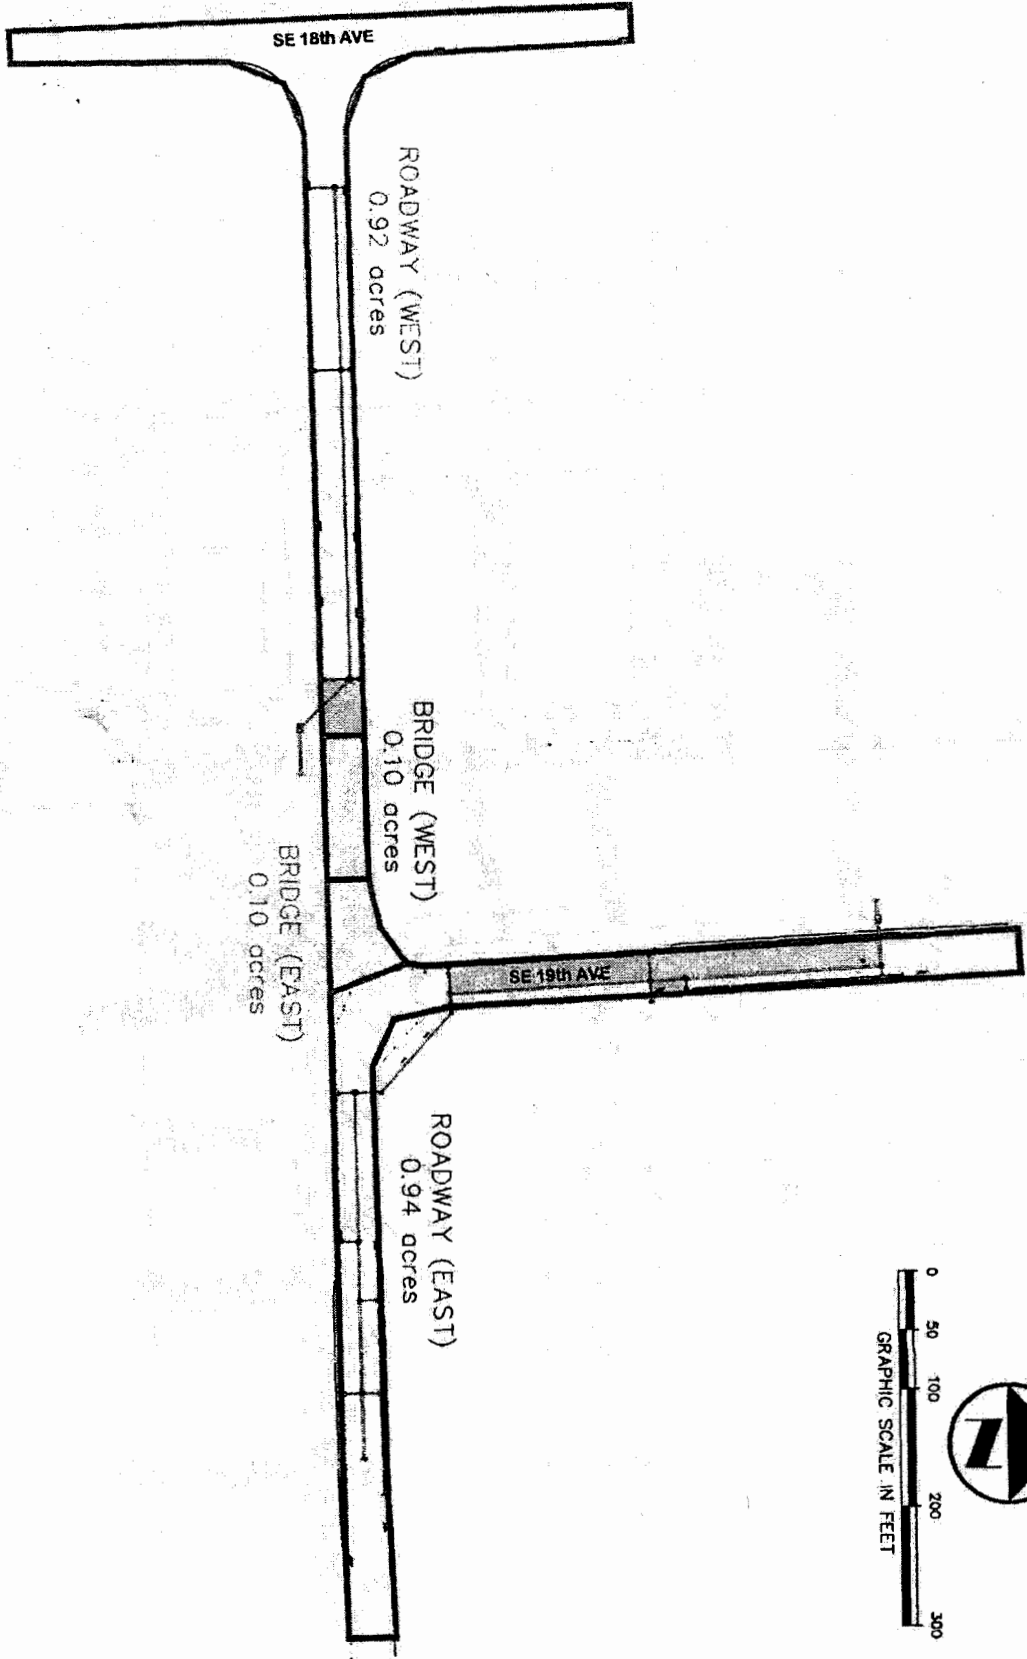 SE 18th AVE
ROADWAY (WEST)
0.92 acres
BRIDGE (WEST)
0.10 acres
BRIDGE (EAST)
0.10 acres
SE 19th AVE
ROADWAY (EAST)
0.94 acres
0 50 100 200 300
GRAPHIC SCALE IN FEET
N